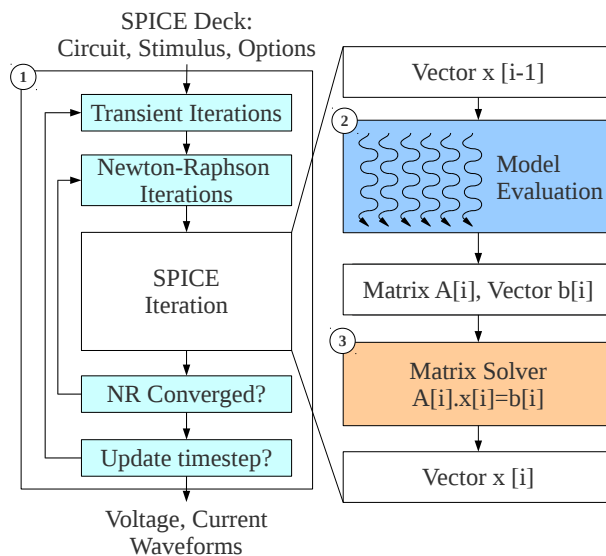 SPICE Deck:
Circuit, Stimulus, Options
1
Transient Iterations
Newton-Raphson
Iterations
SPICE
Iteration
NR Converged?
Update timestep?
Voltage, Current
Waveforms
Vector x [i-1]
2
Model
Evaluation
Matrix A[i], Vector b[i]
3
Matrix Solver
A[i].x[i]=b[i]
Vector x [i]